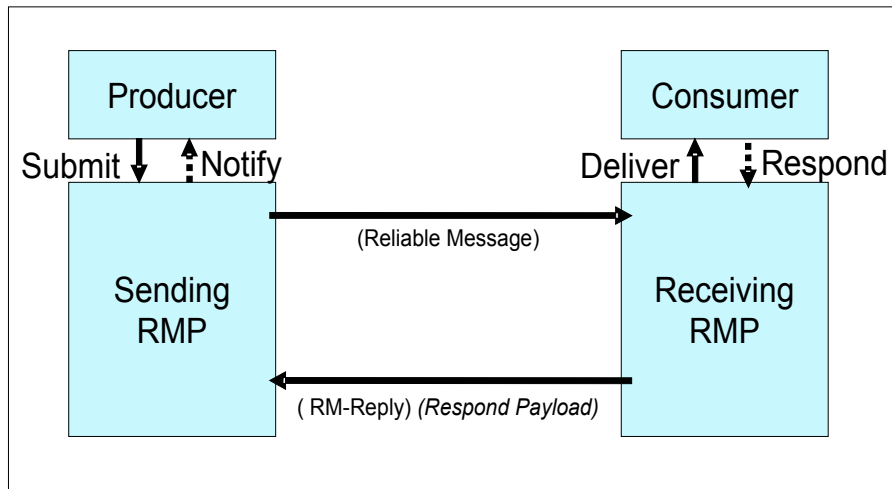 Producer
Consumer
Submit
Notify
Deliver
Respond
(Reliable Message)
Sending
RMP
Receiving
RMP
( RM-Reply) (Respond Payload)